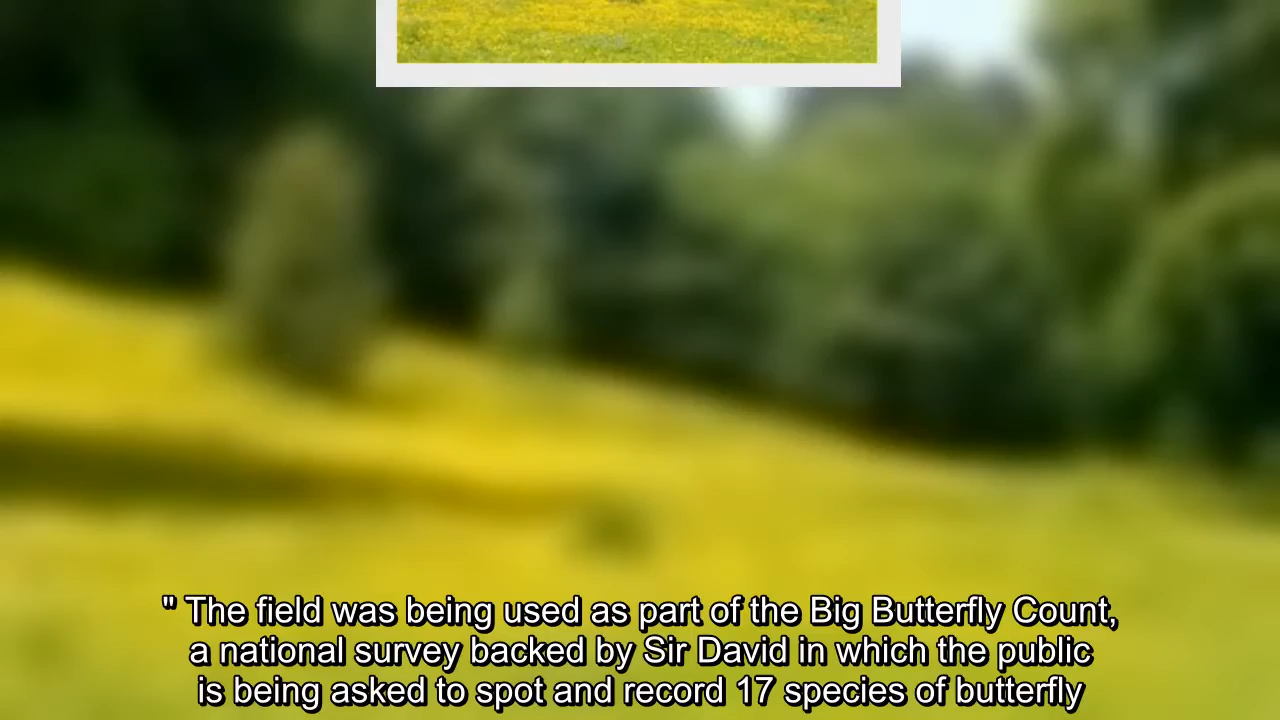 " The field was being used as part of the Big Butterfly Count,
a national survey backed by Sir David in which the public
is being asked to spot and record 17 species of butterfly